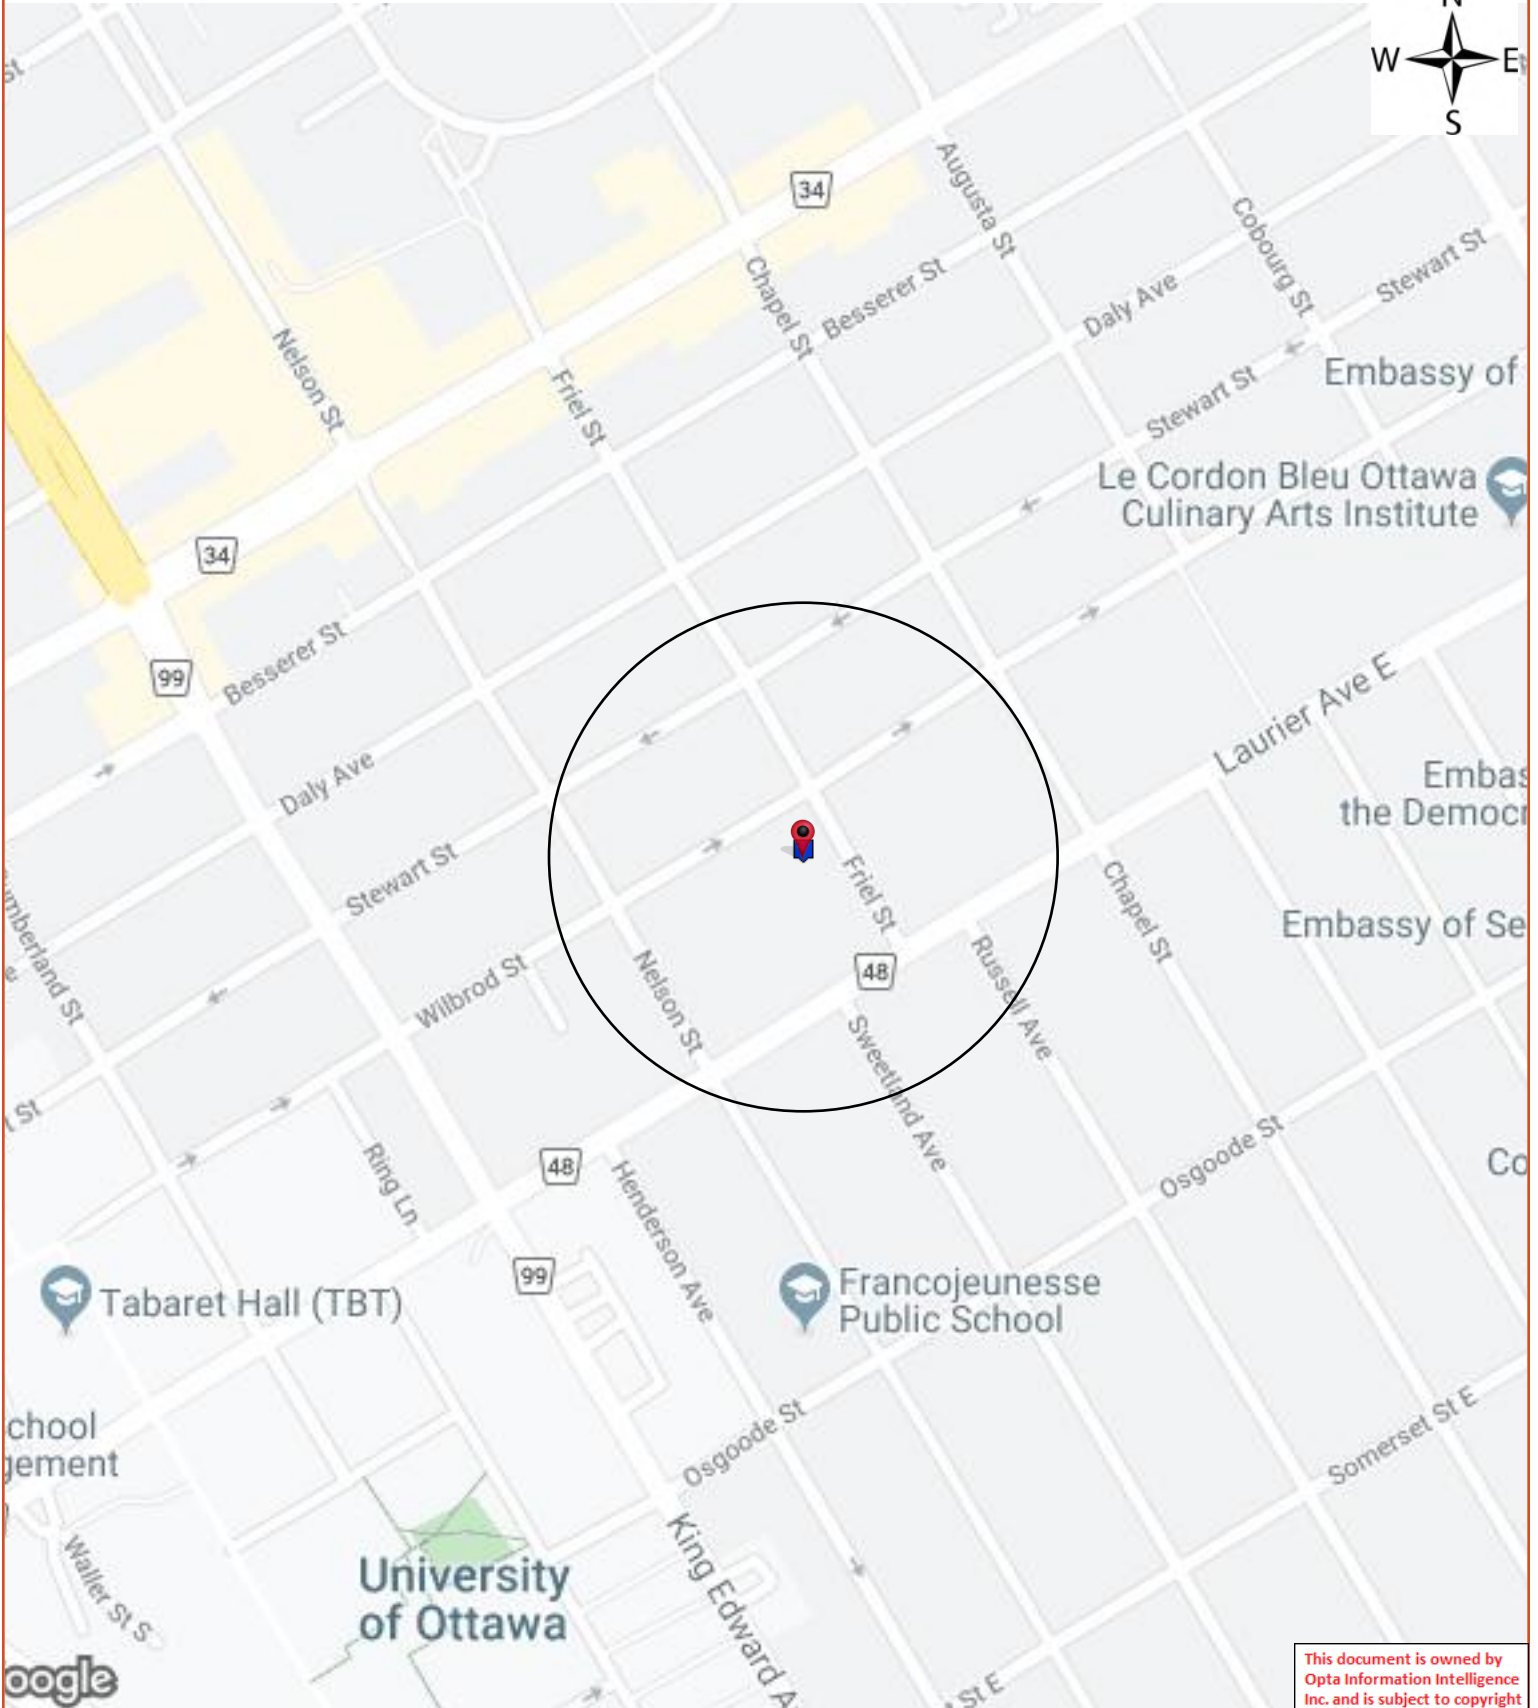 N
W
E
S
St
34
Augusta St
Cobourg St
Stewart St
Chapel St
Besserer St
Daly Ave
Nelson St
Friel St
Stewart St
Embassy of
Le Cordon Bleu Ottawa
Culinary Arts Institute
34
99
Besserer St
Laurier Ave E
Daly Ave
Embas
the Democr
Stewart St
Friel St
Chapel St
Embassy of Se
umberland St
Wilbrod St
Nelson St
48
Russell Ave
Sweetland Ave
t St
Ring Ln
48
Henderson Ave
Osgoode St
Co
99
Tabaret Hall (TBT)
Francojeunesse
Public School
chool
gement
Osgoode St
Somerset St E
Waller St S
University
of Ottawa
King Edward A
St E
oogle
This document is owned by
Opta Information Intelligence
Inc. and is subject to copyright